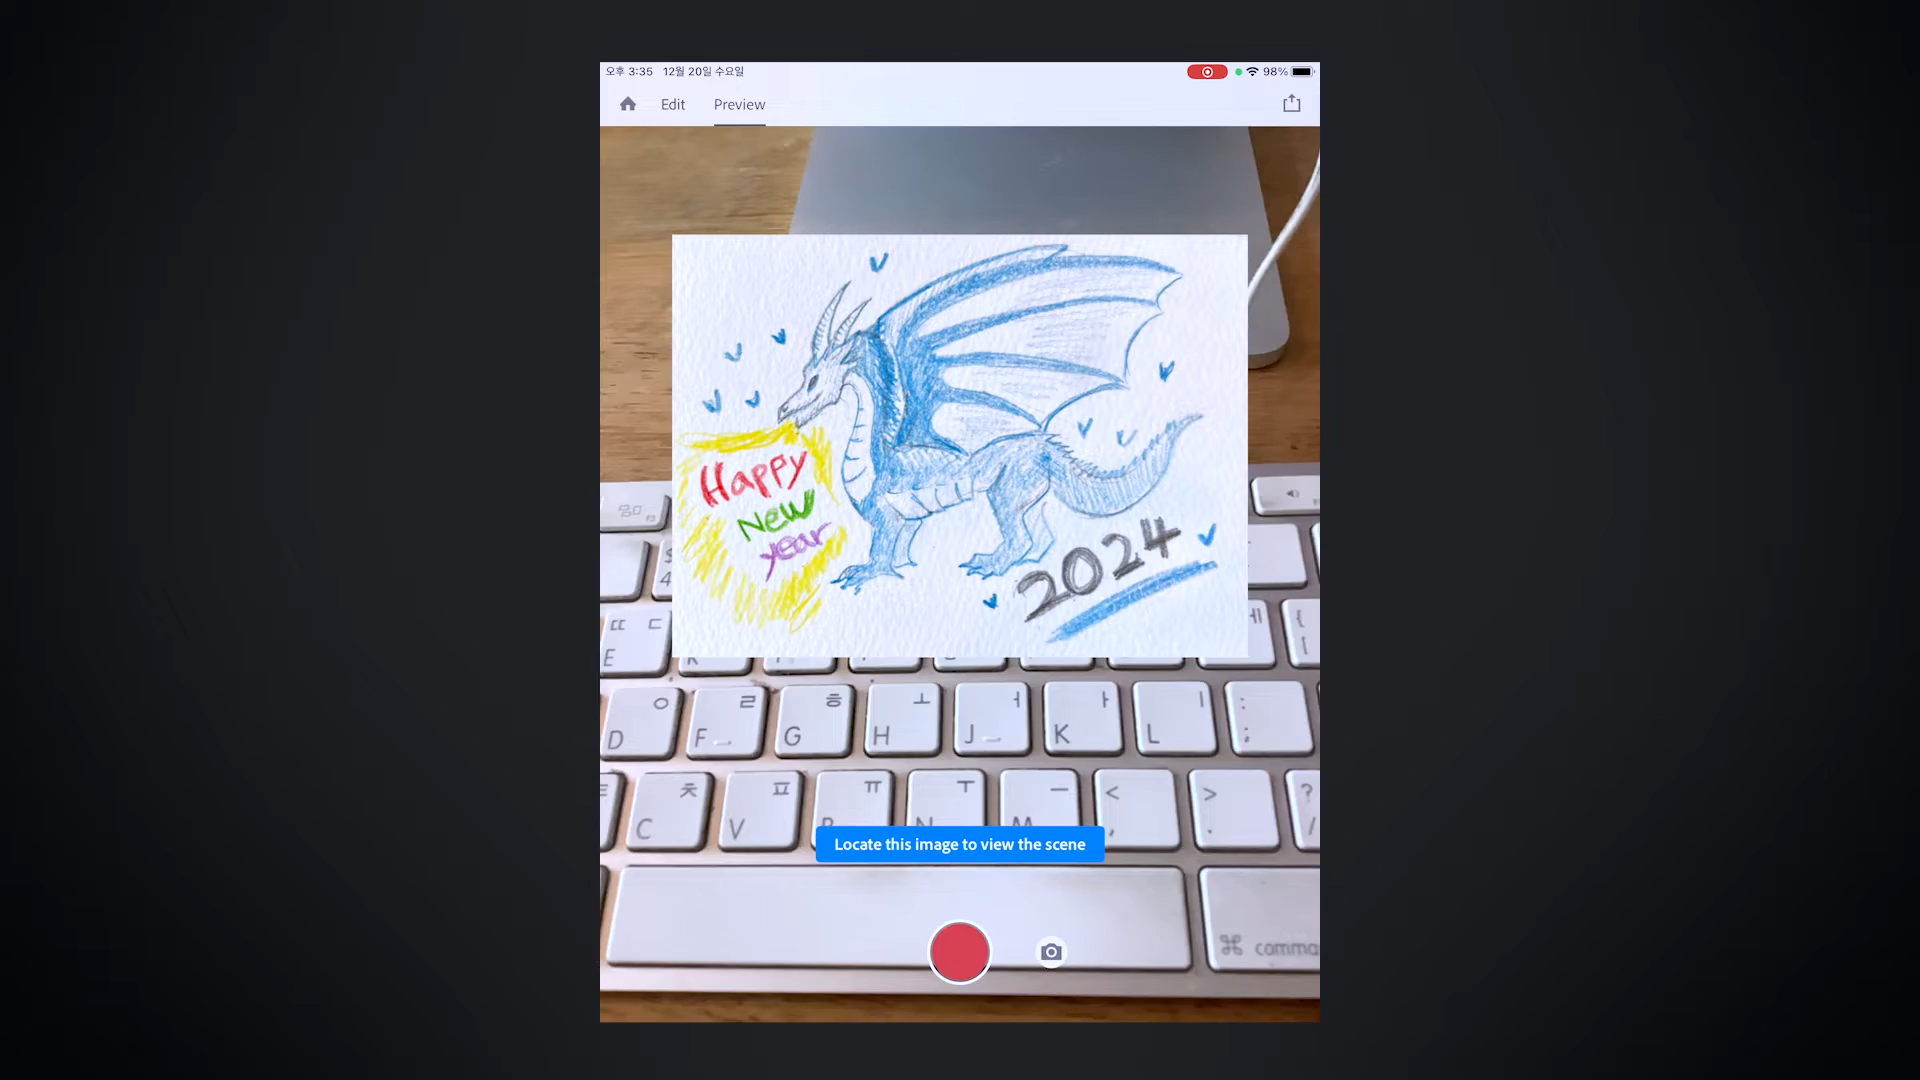 오후 3:35 12월 20일 수요일 98%
Edit Preview
Happy
New
year
2024
$
4
ㄸ ㄷ
E
[
ㅇ ㄹ ㅎ ㅗ ㅓ ㅏ ㅣ :
D F G H J K L ;
ㅊ ㅍ ㅠ ㅜ ㅡ < > ?
C V , . /
Locate this image to view the scene
⌘